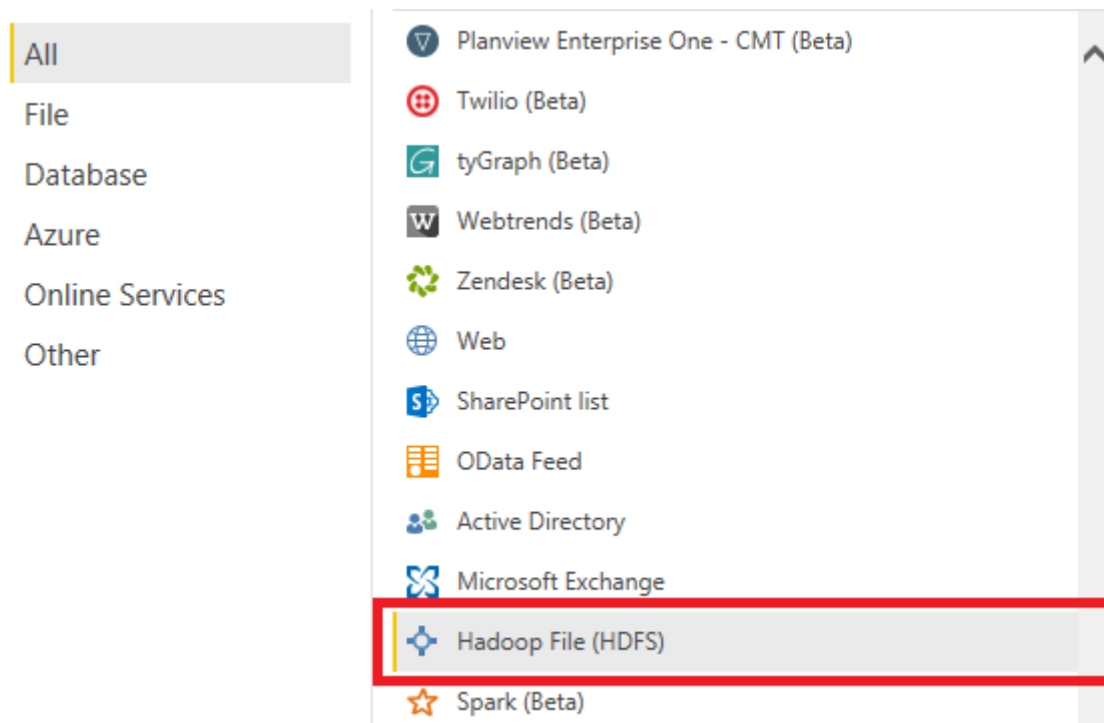 All
File
Database
Azure
Online Services
Other
Planview Enterprise One - CMT (Beta)
Twilio (Beta)
tyGraph (Beta)
Webtrends (Beta)
Zendesk (Beta)
Web
SharePoint list
OData Feed
Active Directory
Microsoft Exchange
Hadoop File (HDFS)
Spark (Beta)